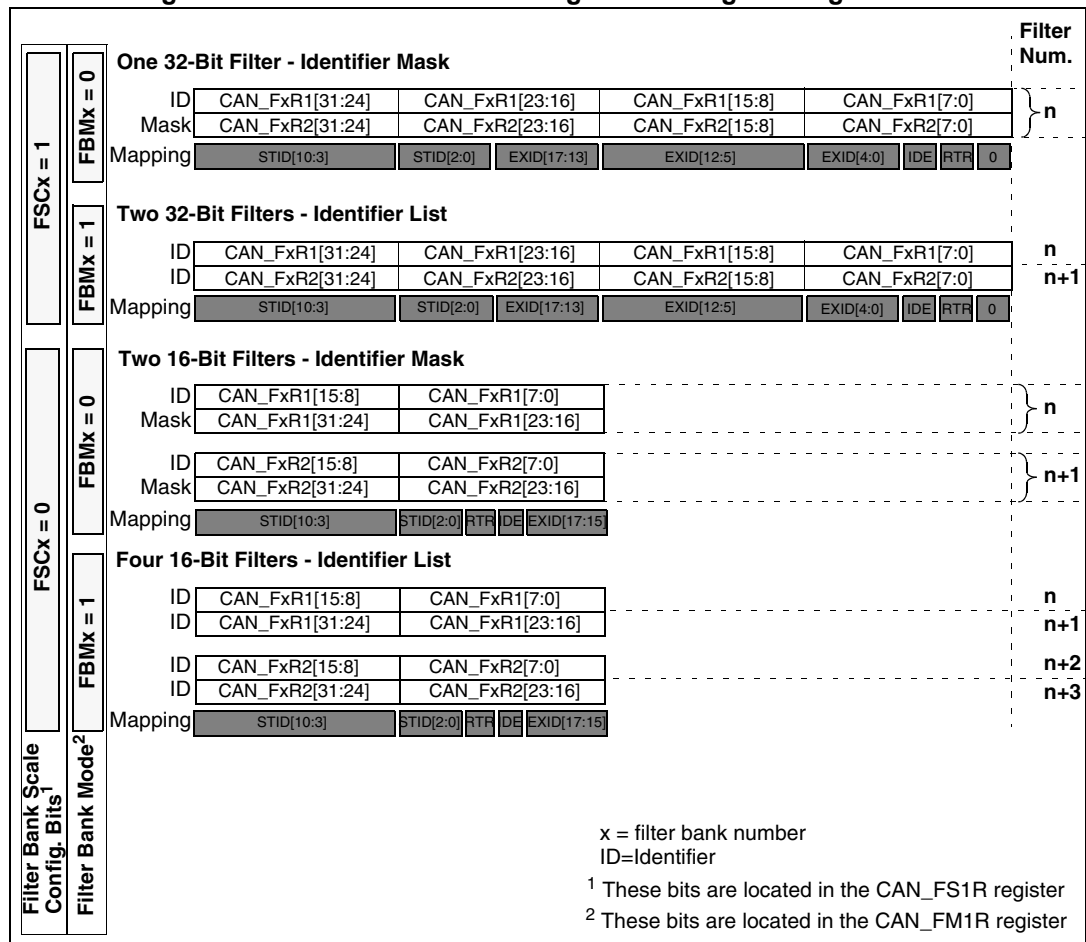 Filter
Num.
One 32-Bit Filter - Identifier Mask
FSCx = 1
FBMx = 0
ID CAN_FxR1[31:24] CAN_FxR1[23:16] CAN_FxR1[15:8] CAN_FxR1[7:0]
Mask CAN_FxR2[31:24] CAN_FxR2[23:16] CAN_FxR2[15:8] CAN_FxR2[7:0]
n
Mapping STID[10:3] STID[2:0] EXID[17:13] EXID[12:5] EXID[4:0] IDE RTR 0
Two 32-Bit Filters - Identifier List
FBMx = 1
ID CAN_FxR1[31:24] CAN_FxR1[23:16] CAN_FxR1[15:8] CAN_FxR1[7:0] n
ID CAN_FxR2[31:24] CAN_FxR2[23:16] CAN_FxR2[15:8] CAN_FxR2[7:0] n+1
Mapping STID[10:3] STID[2:0] EXID[17:13] EXID[12:5] EXID[4:0] IDE RTR 0
Two 16-Bit Filters - Identifier Mask
FSCx = 0
FBMx = 0
ID CAN_FxR1[15:8] CAN_FxR1[7:0]
Mask CAN_FxR1[31:24] CAN_FxR1[23:16]
n
ID CAN_FxR2[15:8] CAN_FxR2[7:0]
Mask CAN_FxR2[31:24] CAN_FxR2[23:16]
n+1
Mapping STID[10:3] STID[2:0] RTR IDE EXID[17:15]
Four 16-Bit Filters - Identifier List
FBMx = 1
ID CAN_FxR1[15:8] CAN_FxR1[7:0] n
ID CAN_FxR1[31:24] CAN_FxR1[23:16] n+1
ID CAN_FxR2[15:8] CAN_FxR2[7:0] n+2
ID CAN_FxR2[31:24] CAN_FxR2[23:16] n+3
Mapping STID[10:3] STID[2:0] RTR IDE EXID[17:15]
Filter Bank Scale
Config. Bits1
Filter Bank Mode2
x = filter bank number
ID=Identifier
1 These bits are located in the CAN_FS1R register
2 These bits are located in the CAN_FM1R register